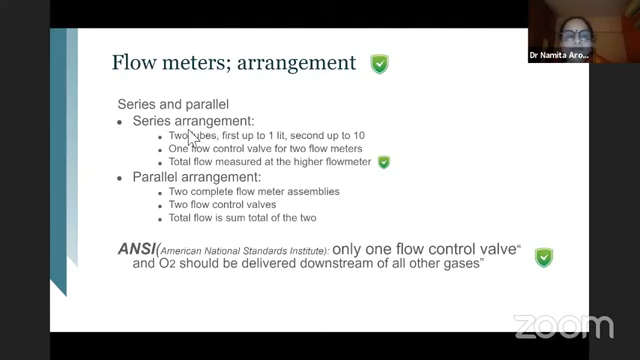 Dr Namita Aro...
Flow meters; arrangement
Series and parallel
• Series arrangement:
▪ Two tubes, first up to 1 lit, second up to 10
▪ One flow control valve for two flow meters
▪ Total flow measured at the higher flowmeter
• Parallel arrangement:
▪ Two complete flow meter assemblies
▪ Two flow control valves
▪ Total flow is sum total of the two
ANSI(American National Standards Institute): only one flow control valve“
and O2 should be delivered downstream of all other gases”
zoom